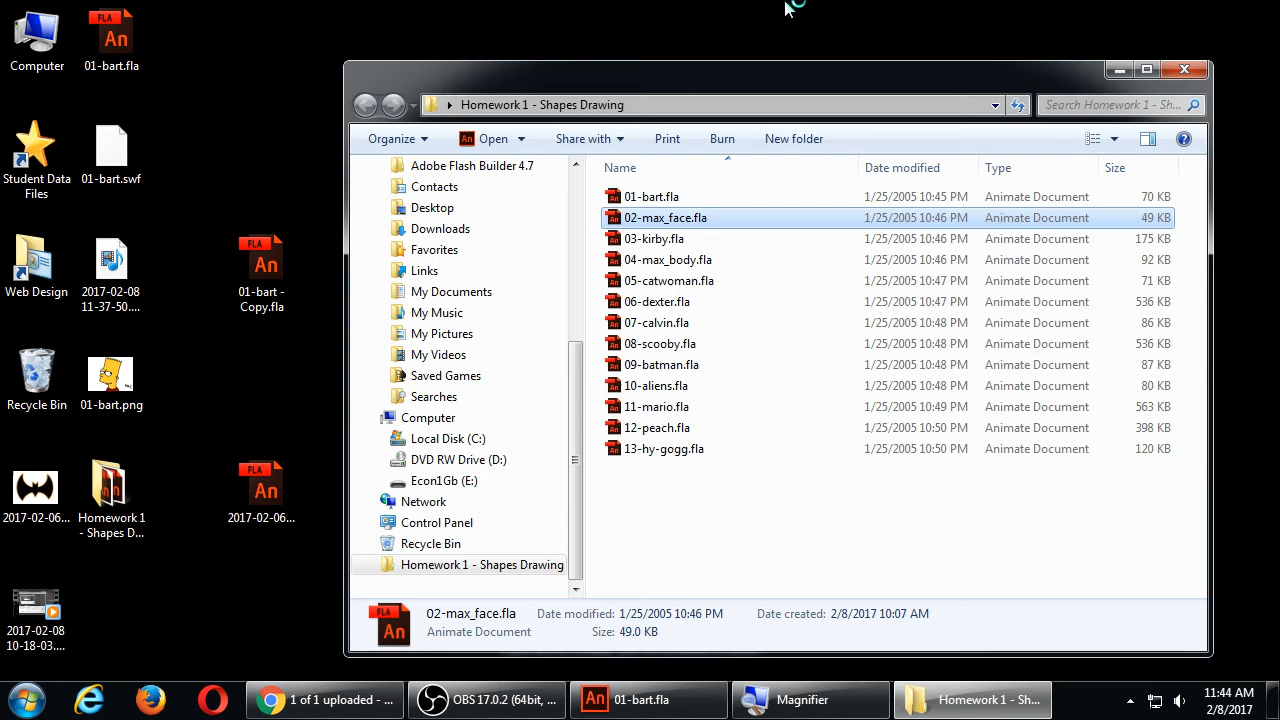 Computer
FLA
An
01-bart.fla
Student Data
Files
01-bart.swf
Web Design
2017-02-08
11-37-50....
FLA
An
01-bart -
Copy.fla
Recycle Bin
01-bart.png
2017-02-06...
Homework 1
- Shapes D...
FLA
An
2017-02-06...
2017-02-08
10-18-03....
Homework 1 - Shapes Drawing
Search Homework 1 - Sh...
Organize
An Open
Share with
Print
Burn
New folder
Adobe Flash Builder 4.7
Contacts
Desktop
Downloads
Favorites
Links
My Documents
My Music
My Pictures
My Videos
Saved Games
Searches
Computer
Local Disk (C:)
DVD RW Drive (D:)
Econ1Gb (E:)
Network
Control Panel
Recycle Bin
Homework 1 - Shapes Drawing
Name Date modified Type Size
01-bart.fla 1/25/2005 10:45 PM Animate Document 70 KB
02-max_face.fla 1/25/2005 10:46 PM Animate Document 49 KB
03-kirby.fla 1/25/2005 10:46 PM Animate Document 175 KB
04-max_body.fla 1/25/2005 10:46 PM Animate Document 92 KB
05-catwoman.fla 1/25/2005 10:47 PM Animate Document 71 KB
06-dexter.fla 1/25/2005 10:47 PM Animate Document 536 KB
07-calvin.fla 1/25/2005 10:48 PM Animate Document 86 KB
08-scooby.fla 1/25/2005 10:48 PM Animate Document 536 KB
09-batman.fla 1/25/2005 10:48 PM Animate Document 87 KB
10-aliens.fla 1/25/2005 10:48 PM Animate Document 80 KB
11-mario.fla 1/25/2005 10:49 PM Animate Document 563 KB
12-peach.fla 1/25/2005 10:50 PM Animate Document 398 KB
13-hy-gogg.fla 1/25/2005 10:50 PM Animate Document 120 KB
FLA
An
02-max_face.fla Date modified: 1/25/2005 10:46 PM Date created: 2/8/2017 10:07 AM
Animate Document Size: 49.0 KB
1 of 1 uploaded - ...
OBS 17.0.2 (64bit, ...
An 01-bart.fla
Magnifier
Homework 1 - Sh...
11:44 AM
2/8/2017